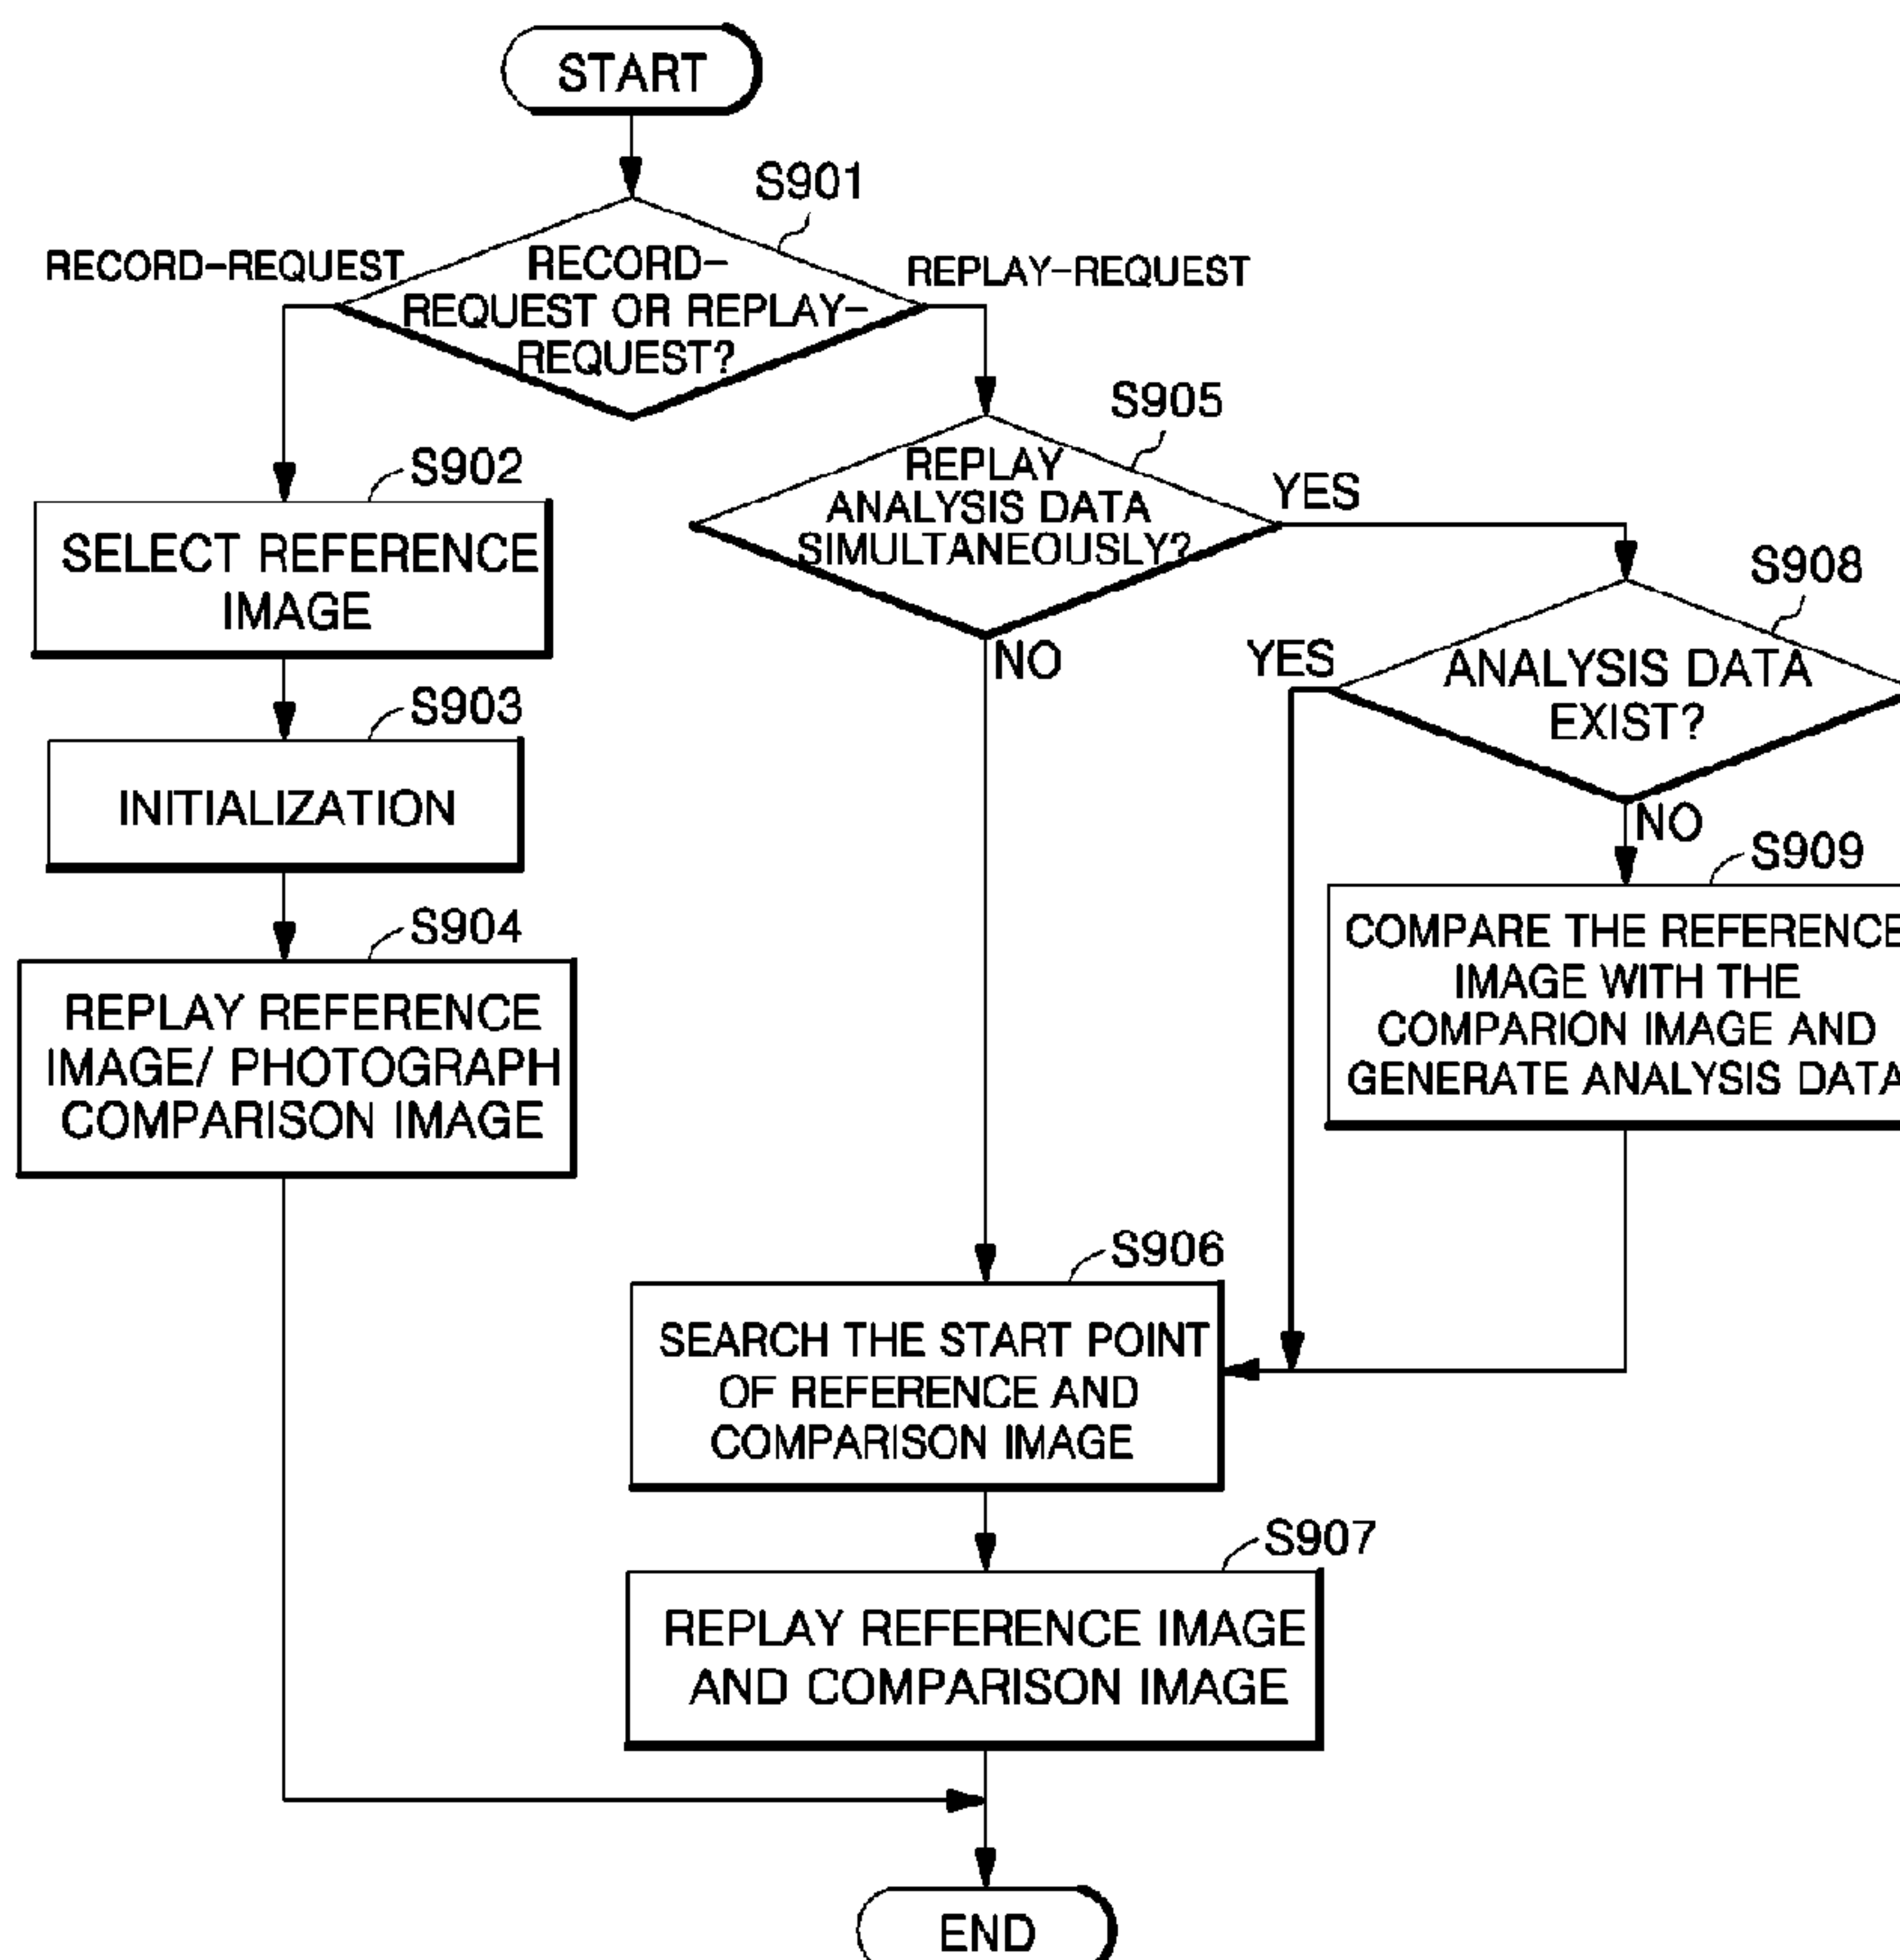 START
S901
RECORD-REQUEST
RECORD-
REQUEST OR REPLAY-
REQUEST?
REPLAY-REQUEST
S902
SELECT REFERENCE
IMAGE
S903
INITIALIZATION
S904
REPLAY REFERENCE
IMAGE/ PHOTOGRAPH
COMPARISON IMAGE
S905
REPLAY
ANALYSIS DATA
SIMULTANEOUSLY?
YES
NO
S908
YES
ANALYSIS DATA
EXIST?
NO
S909
COMPARE THE REFERENCE
IMAGE WITH THE
COMPARION IMAGE AND
GENERATE ANALYSIS DATA
S906
SEARCH THE START POINT
OF REFERENCE AND
COMPARISON IMAGE
S907
REPLAY REFERENCE IMAGE
AND COMPARISON IMAGE
END